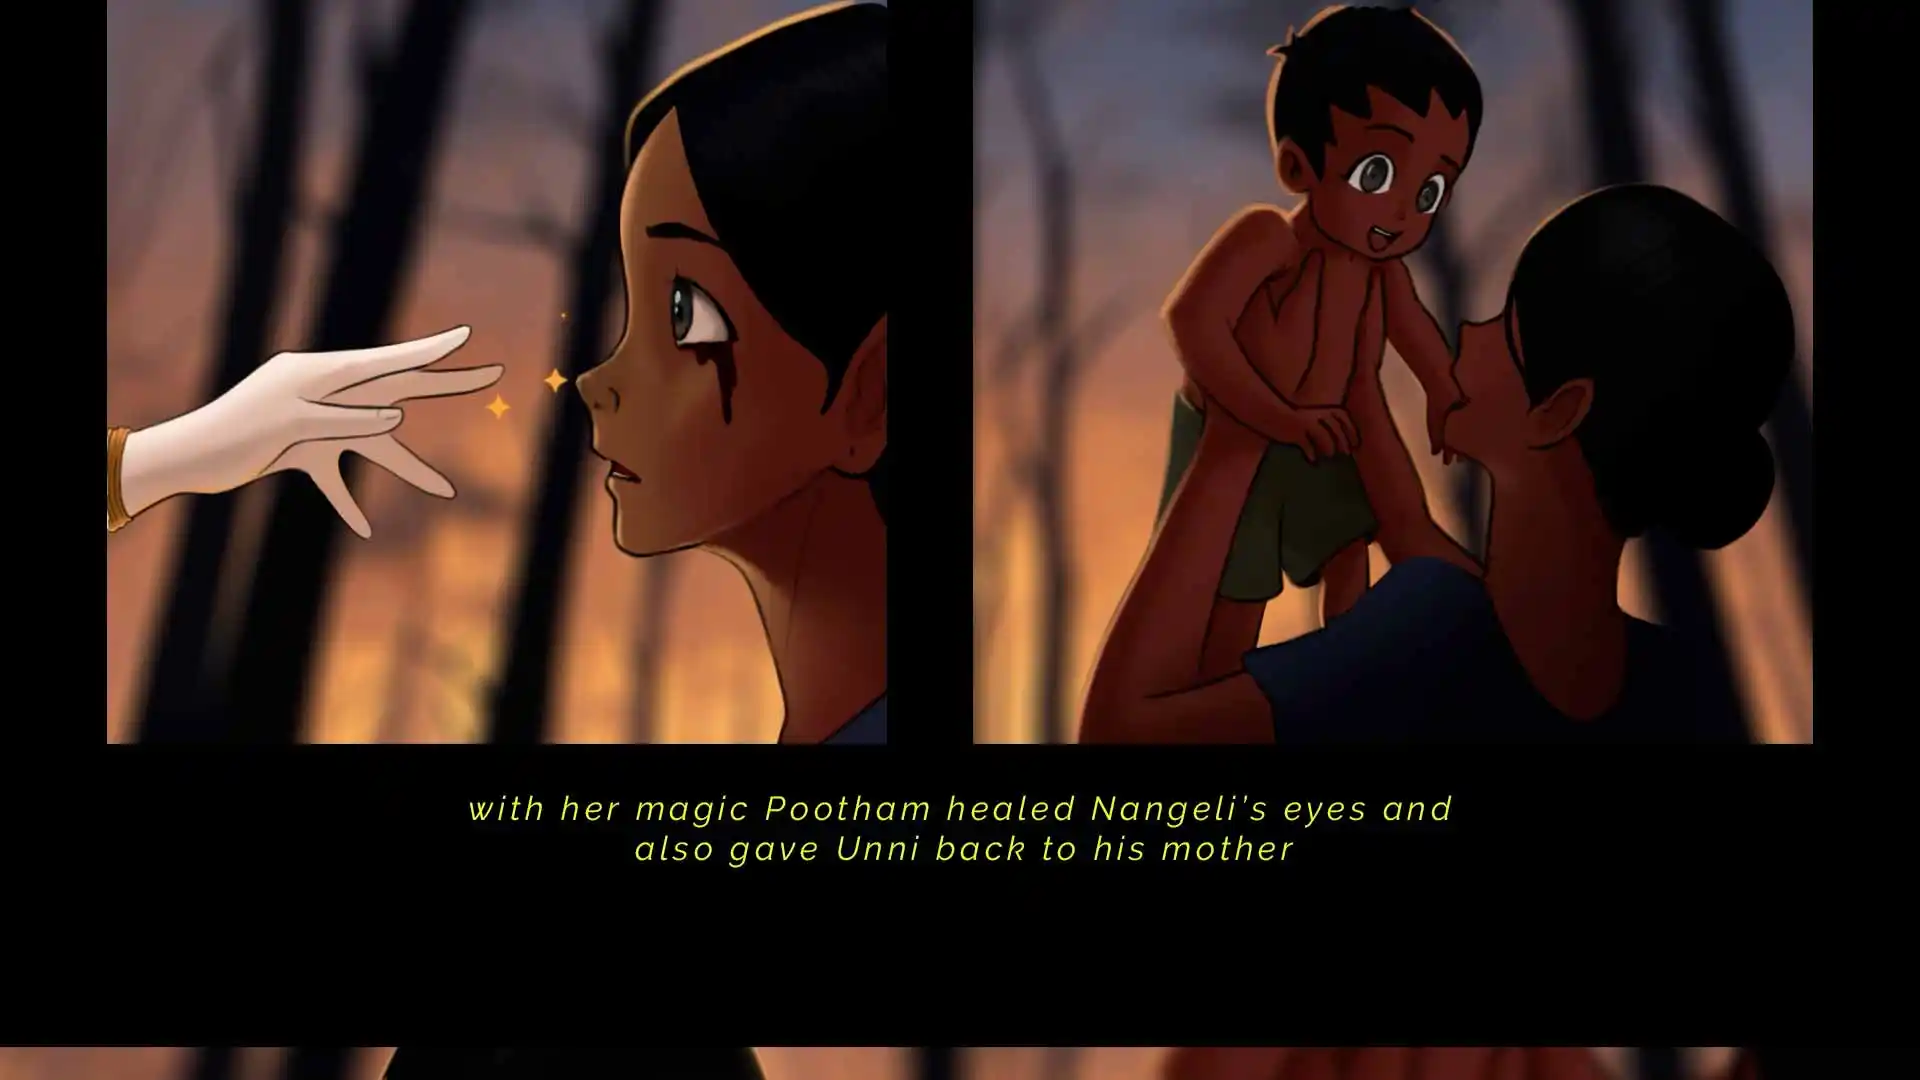 with her magic Pootham healed Nangeli’s eyes and
also gave Unni back to his mother